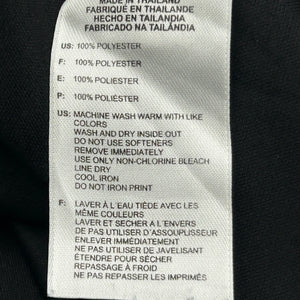 MADE IN THAILAND
FABRIQUÉ EN THAILANDE
HECHO EN TAILANDIA
FABRICADO NA TAILÂNDIA
US: 100% POLYESTER
F: 100% POLYESTER
E: 100% POLIÉSTER
P: 100% POLIÉSTER
US: MACHINE WASH WARM WITH LIKE
COLORS
WASH AND DRY INSIDE OUT
DO NOT USE SOFTENERS
REMOVE IMMEDIATELY
USE ONLY NON-CHLORINE BLEACH
LINE DRY
COOL IRON
DO NOT IRON PRINT
F: LAVER À L'EAU TIÈDE AVEC LES
MÊME COULEURS
LAVER ET SECHER A L'ENVERS
DE PAS UTILISER D'ASSOUPLISSEUR
ENLEVER IMMÉDIATEMENT
NE PAS UTILISER DE JAVELISANT
ÉTENDRE POUR SÉCHER
REPASSAGE À FROID
NE PAS REPASSER LES IMPRIMÉS